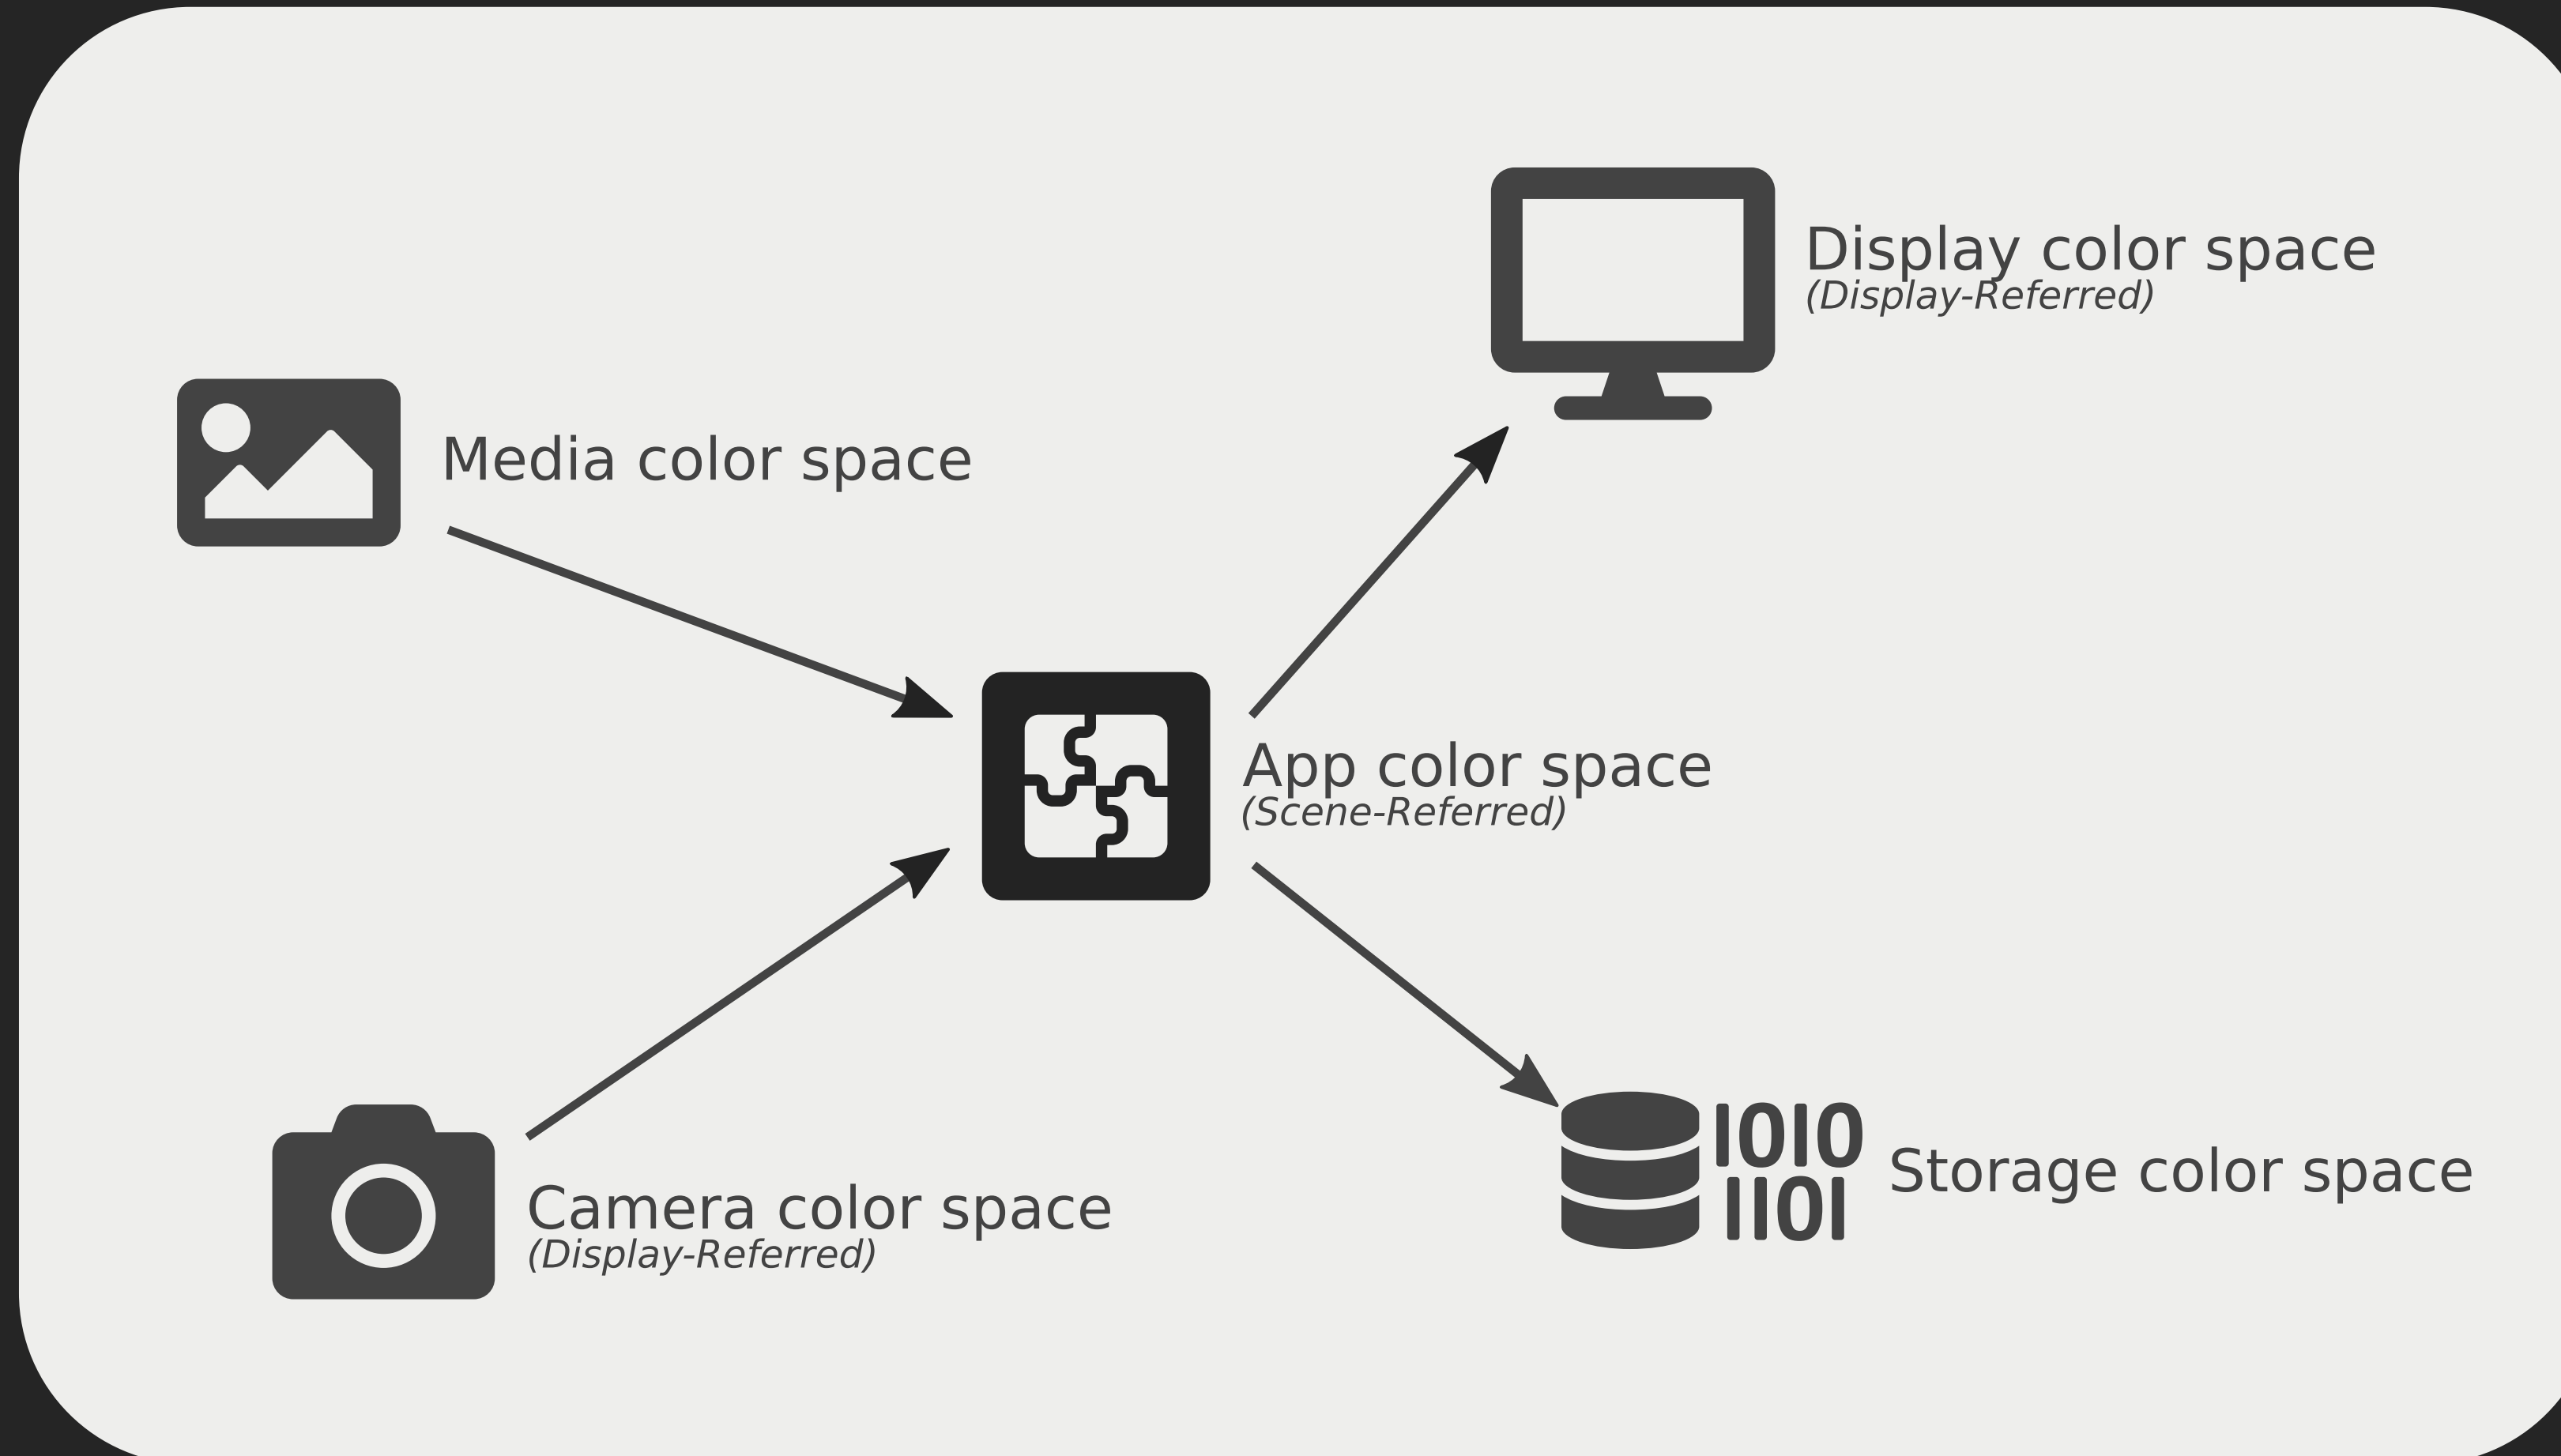 Display color space
(Display-Referred)
Media color space
App color space
(Scene-Referred)
1010
1101
Storage color space
Camera color space
(Display-Referred)